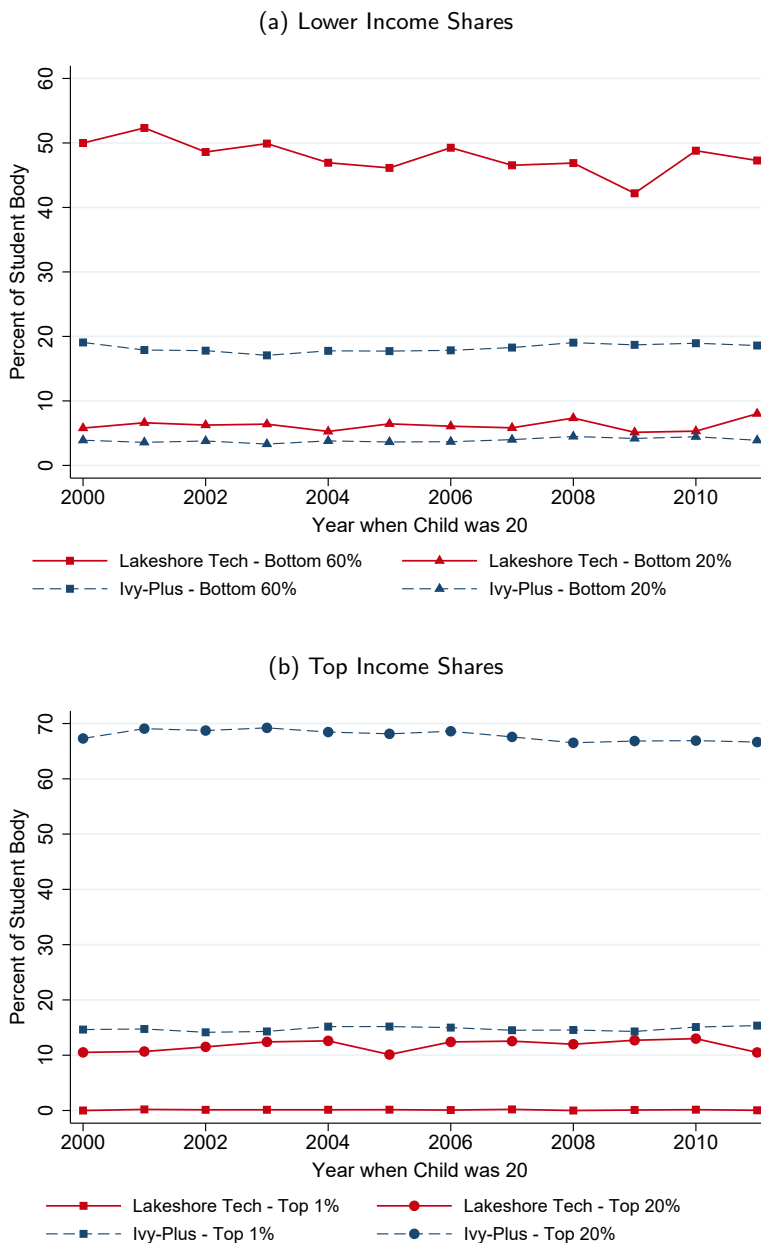 (a) Lower Income Shares
60
50
40
30
20
10
0
Percent of Student Body
2000 2002 2004 2006 2008 2010
Year when Child was 20
Lakeshore Tech - Bottom 60% Lakeshore Tech - Bottom 20%
Ivy-Plus - Bottom 60% Ivy-Plus - Bottom 20%
(b) Top Income Shares
70
60
50
40
30
20
10
0
Percent of Student Body
2000 2002 2004 2006 2008 2010
Year when Child was 20
Lakeshore Tech - Top 1% Lakeshore Tech - Top 20%
Ivy-Plus - Top 1% Ivy-Plus - Top 20%